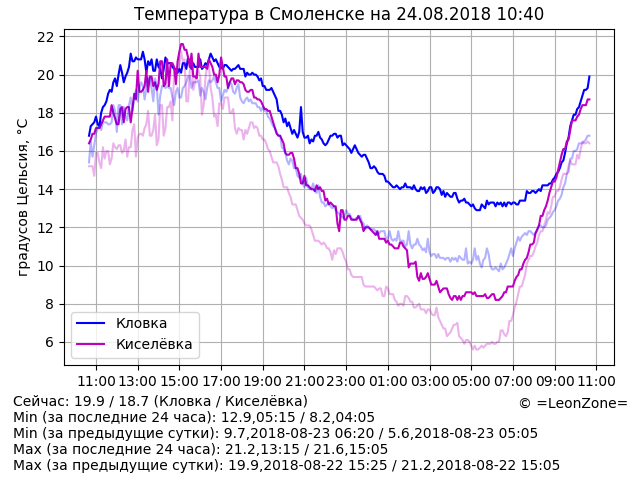 Температура в Смоленске на 24.08.2018 10:40
градусов Цельсия, °C
22
20
18
16
14
12
10
8
6
Кловка
Киселёвка
11:00 13:00 15:00 17:00 19:00 21:00 23:00 01:00 03:00 05:00 07:00 09:00 11:00
Сейчас: 19.9 / 18.7 (Кловка / Киселёвка)
© =LeonZone=
Min (за последние 24 часа): 12.9,05:15 / 8.2,04:05
Min (за предыдущие сутки): 9.7,2018-08-23 06:20 / 5.6,2018-08-23 05:05
Max (за последние 24 часа): 21.2,13:15 / 21.6,15:05
Max (за предыдущие сутки): 19.9,2018-08-22 15:25 / 21.2,2018-08-22 15:05